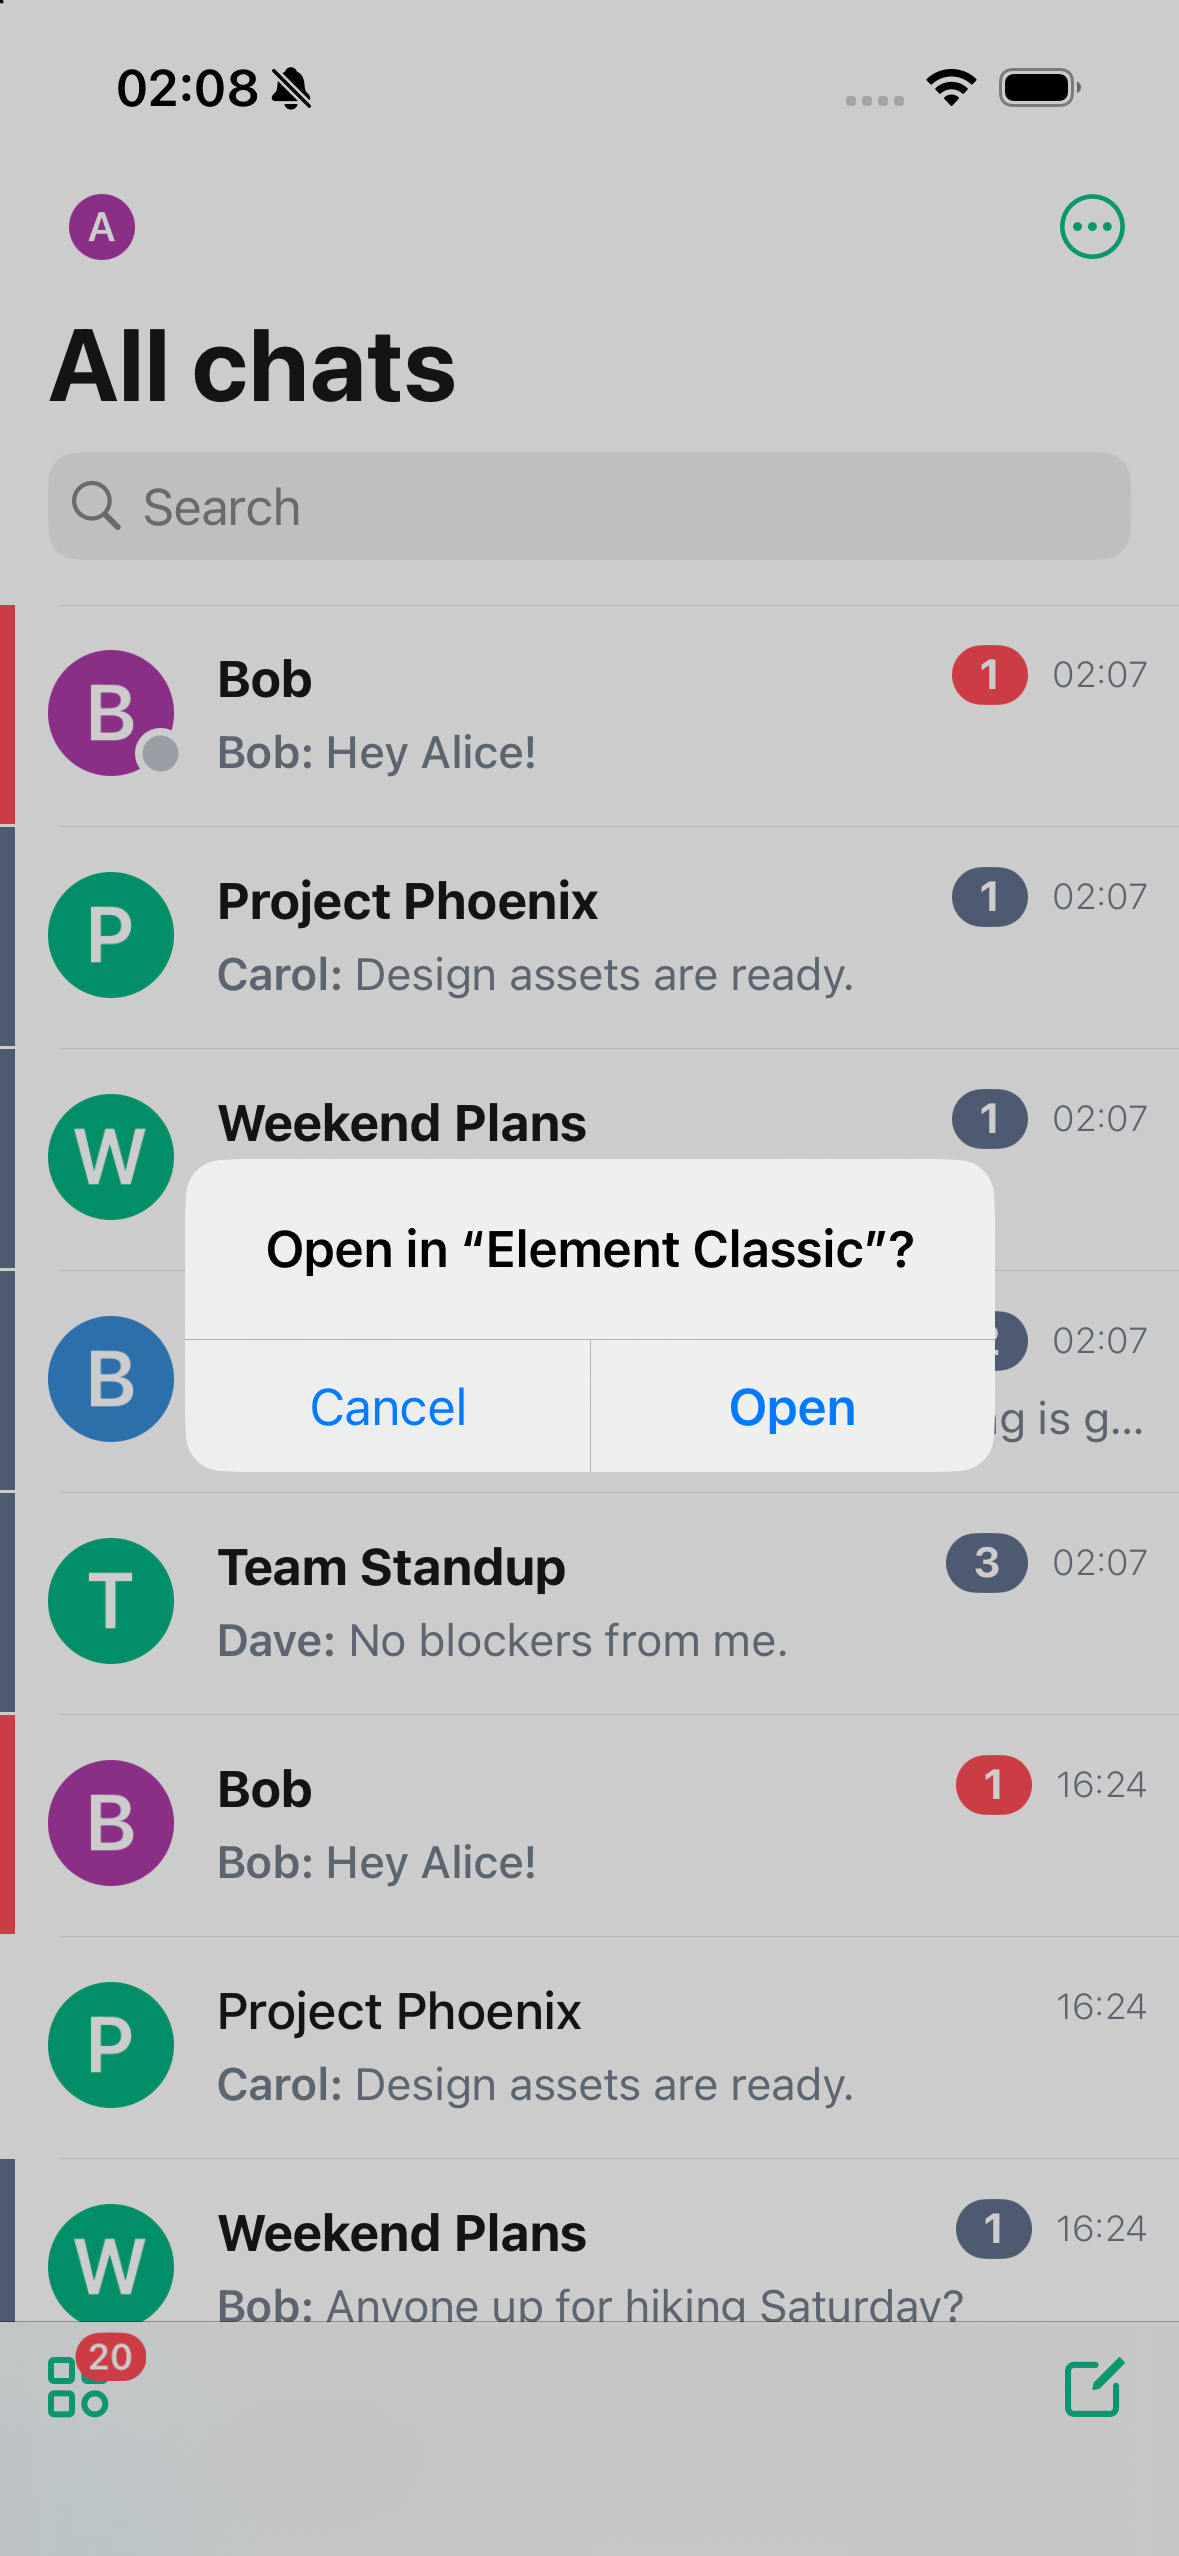 02:08
A
All chats
Search
B
Bob
1
02:07
Bob: Hey Alice!
P
Project Phoenix
1
02:07
Carol: Design assets are ready.
W
Weekend Plans
1
02:07
Open in “Element Classic”?
Cancel
Open
B
02:07
is g...
T
Team Standup
3
02:07
Dave: No blockers from me.
B
Bob
1
16:24
Bob: Hey Alice!
P
Project Phoenix
16:24
Carol: Design assets are ready.
W
Weekend Plans
1
16:24
Bob: Anyone up for hiking Saturday?
20